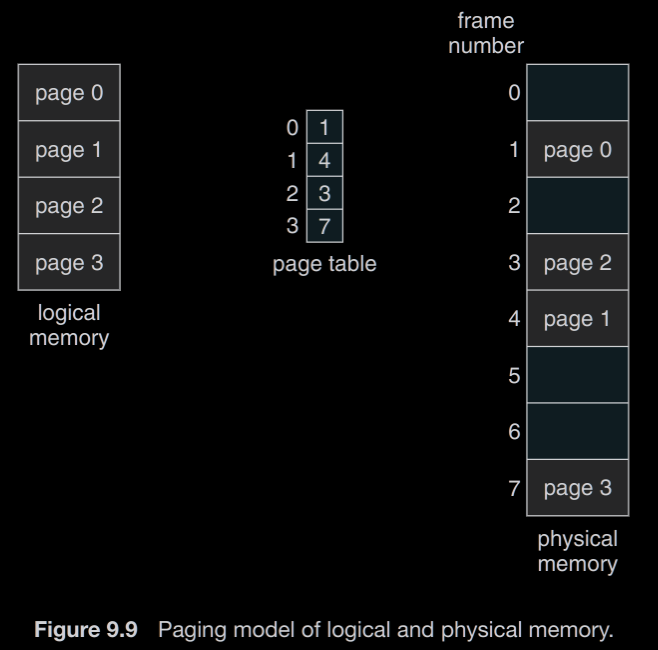 page 0
page 1
page 2
page 3
logical
memory
0 1
1 4
2 3
3 7
page table
frame
number
0
1 page 0
2
3 page 2
4 page 1
5
6
7 page 3
physical
memory
Figure 9.9 Paging model of logical and physical memory.